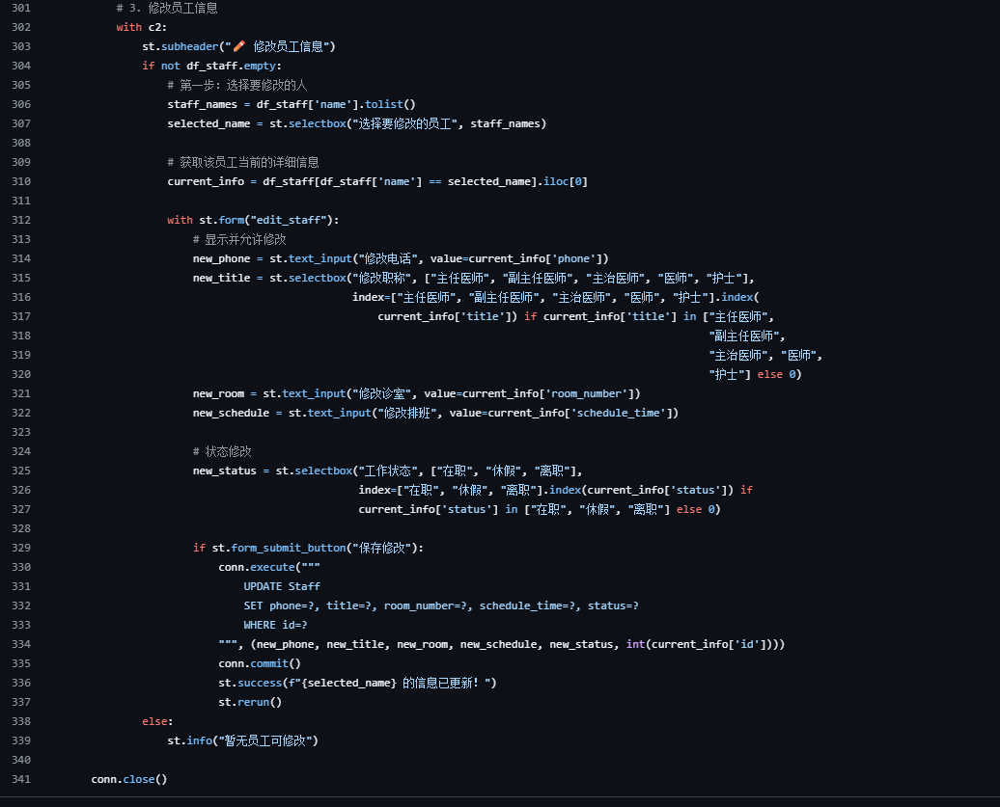 301 # 3. 修改员工信息
302 with c2:
303 st.subheader("✏️ 修改员工信息")
304 if not df_staff.empty:
305 # 第一步：选择要修改的人
306 staff_names = df_staff['name'].tolist()
307 selected_name = st.selectbox("选择要修改的员工", staff_names)
308
309 # 获取该员工当前的详细信息
310 current_info = df_staff[df_staff['name'] == selected_name].iloc[0]
311
312 with st.form("edit_staff"):
313 # 显示并允许修改
314 new_phone = st.text_input("修改电话", value=current_info['phone'])
315 new_title = st.selectbox("修改职称", ["主任医师", "副主任医师", "主治医师", "医师", "护士"],
316 index=["主任医师", "副主任医师", "主治医师", "医师", "护士"].index(
317 current_info['title']) if current_info['title'] in ["主任医师",
318 "副主任医师",
319 "主治医师", "医师",
320 "护士"] else 0)
321 new_room = st.text_input("修改诊室", value=current_info['room_number'])
322 new_schedule = st.text_input("修改排班", value=current_info['schedule_time'])
323
324 # 状态修改
325 new_status = st.selectbox("工作状态", ["在职", "休假", "离职"],
326 index=["在职", "休假", "离职"].index(current_info['status']) if
327 current_info['status'] in ["在职", "休假", "离职"] else 0)
328
329 if st.form_submit_button("保存修改"):
330 conn.execute("""
331 UPDATE Staff
332 SET phone=?, title=?, room_number=?, schedule_time=?, status=?
333 WHERE id=?
334 """, (new_phone, new_title, new_room, new_schedule, new_status, int(current_info['id'])))
335 conn.commit()
336 st.success(f"{selected_name} 的信息已更新！")
337 st.rerun()
338 else:
339 st.info("暂无员工可修改")
340
341 conn.close()